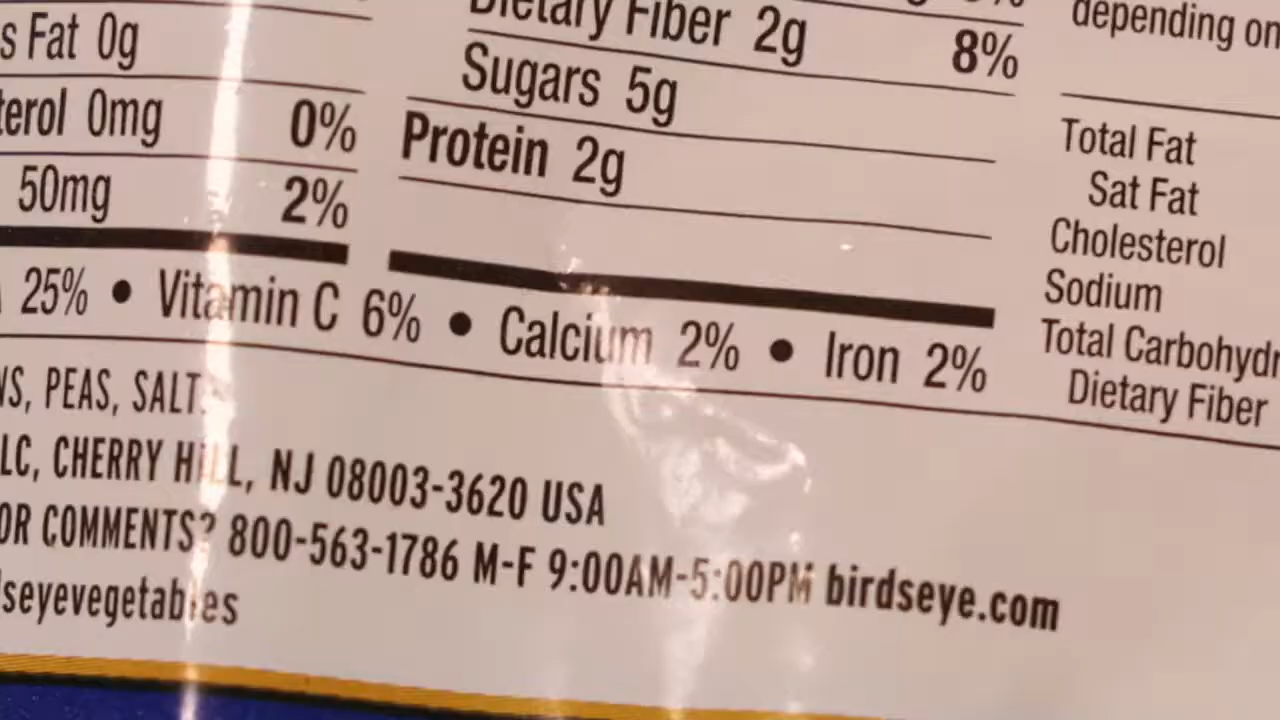 s Fat 0g
terol 0mg 0%
50mg 2%
Dietary Fiber 2g 8%
Sugars 5g
Protein 2g
25% • Vitamin C 6% • Calcium 2% • Iron 2%
depending on
Total Fat
Sat Fat
Cholesterol
Sodium
Total Carbohydr
Dietary Fiber
WS, PEAS, SALT.
LC, CHERRY HILL, NJ 08003-3620 USA
OR COMMENTS? 800-563-1786 M-F 9:00AM-5:00PM birdseye.com
seyevegetables